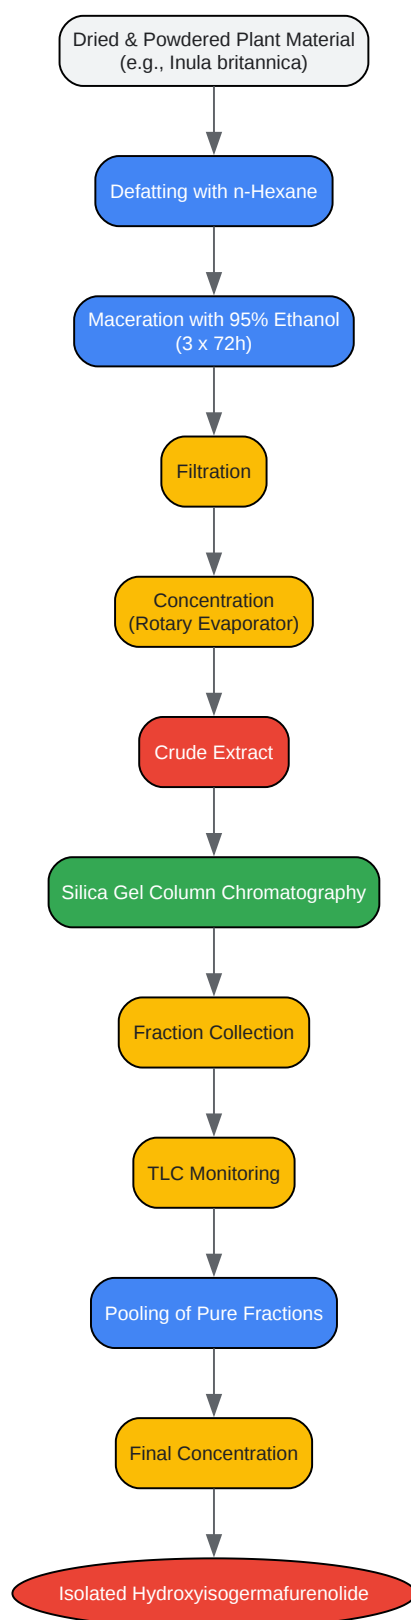 Dried & Powdered Plant Material
(e.g., Inula britannica)
Defatting with n-Hexane
Maceration with 95% Ethanol
(3 x 72h)
Filtration
Concentration
(Rotary Evaporator)
Crude Extract
Silica Gel Column Chromatography
Fraction Collection
TLC Monitoring
Pooling of Pure Fractions
Final Concentration
Isolated Hydroxyisogermafurenolide